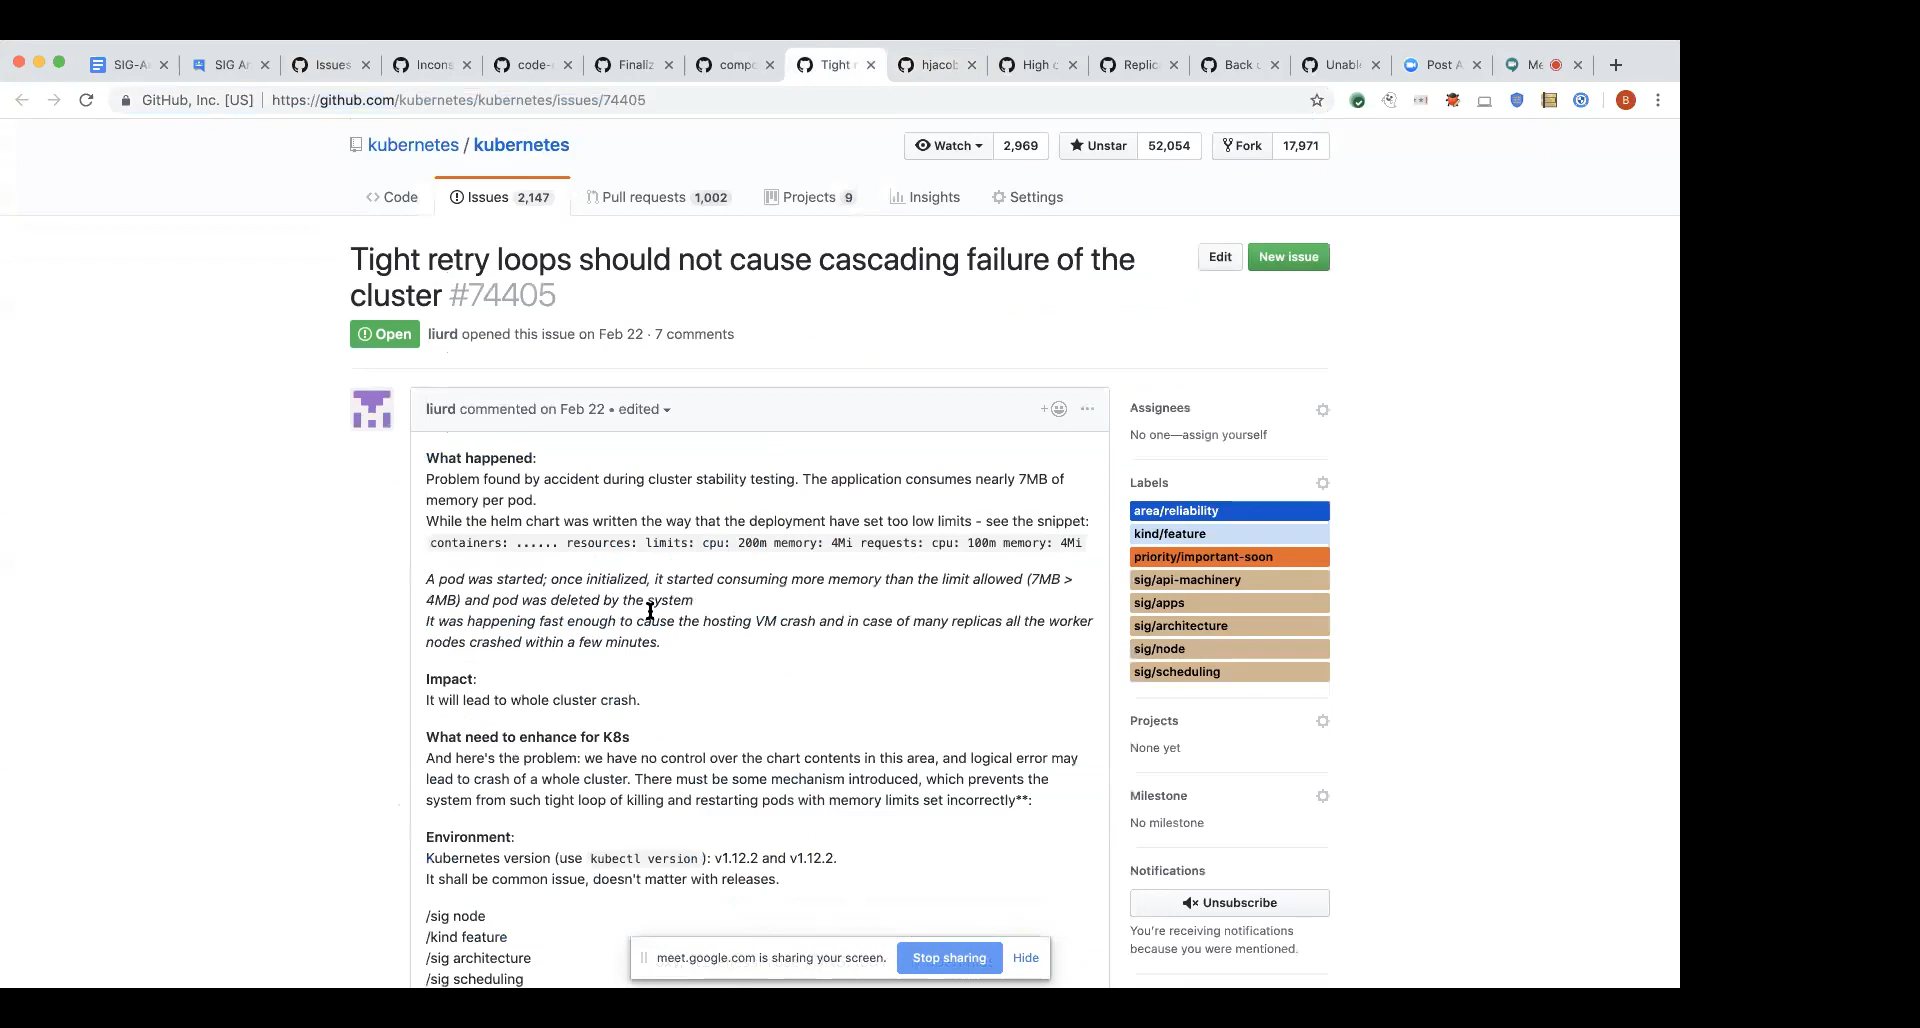 SIG-A
SIG Ar
Issues
Incons
code-
Finaliz
compo
Tight r
hjacob
High c
Replic
Back u
Unabl
Post A
Me
GitHub, Inc. [US] | https://github.com/kubernetes/kubernetes/issues/74405
B
kubernetes / kubernetes
Watch 2,969 Unstar 52,054 Fork 17,971
Code Issues 2,147 Pull requests 1,002 Projects 9 Insights Settings
Tight retry loops should not cause cascading failure of the
cluster #74405
Edit New issue
Open liurd opened this issue on Feb 22 · 7 comments
liurd commented on Feb 22 • edited
What happened:
Problem found by accident during cluster stability testing. The application consumes nearly 7MB of
memory per pod.
While the helm chart was written the way that the deployment have set too low limits - see the snippet:
containers: ...... resources: limits: cpu: 200m memory: 4Mi requests: cpu: 100m memory: 4Mi
A pod was started; once initialized, it started consuming more memory than the limit allowed (7MB >
4MB) and pod was deleted by the system
It was happening fast enough to cause the hosting VM crash and in case of many replicas all the worker
nodes crashed within a few minutes.
Impact:
It will lead to whole cluster crash.
What need to enhance for K8s
And here's the problem: we have no control over the chart contents in this area, and logical error may
lead to crash of a whole cluster. There must be some mechanism introduced, which prevents the
system from such tight loop of killing and restarting pods with memory limits set incorrectly**:
Environment:
Kubernetes version (use kubectl version): v1.12.2 and v1.12.2.
It shall be common issue, doesn't matter with releases.
/sig node
/kind feature
/sig architecture
/sig scheduling
Assignees
No one—assign yourself
Labels
area/reliability
kind/feature
priority/important-soon
sig/api-machinery
sig/apps
sig/architecture
sig/node
sig/scheduling
Projects
None yet
Milestone
No milestone
Notifications
Unsubscribe
You're receiving notifications
because you were mentioned.
meet.google.com is sharing your screen. Stop sharing Hide